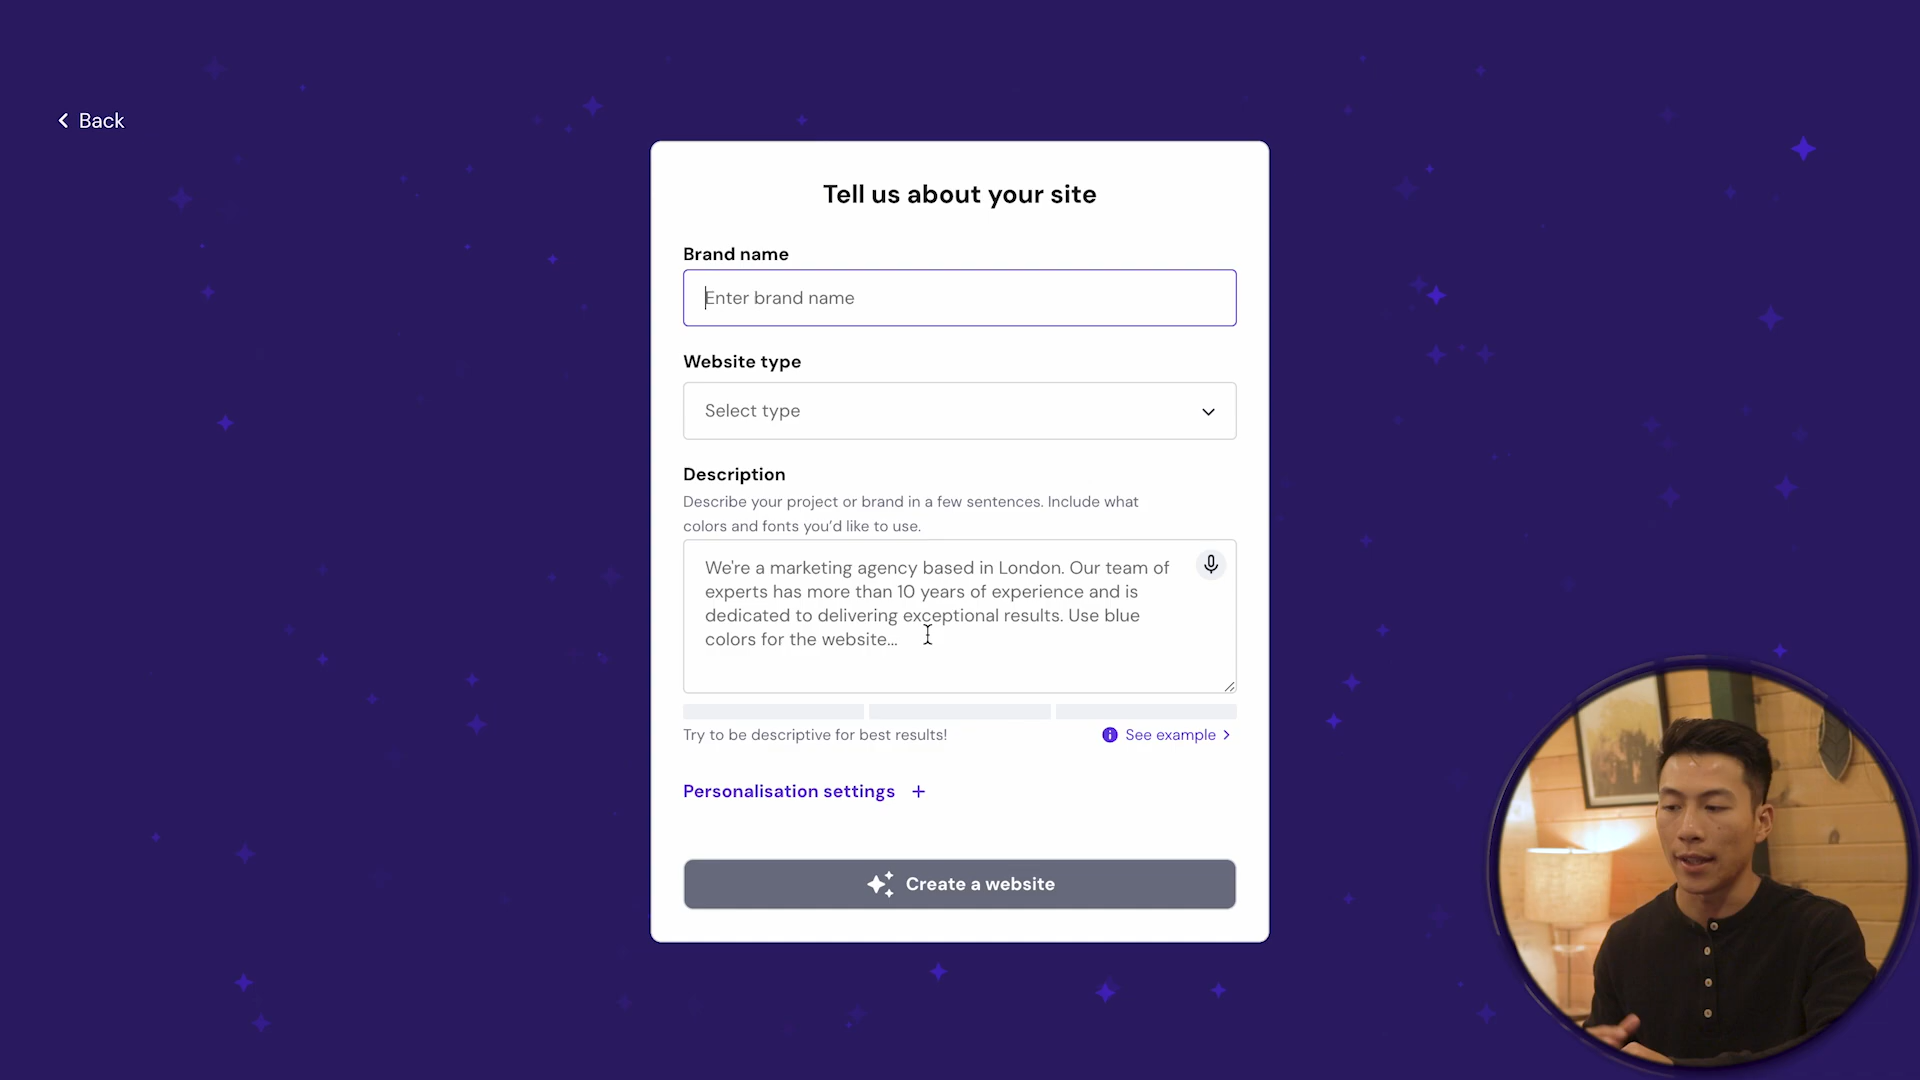 Back
Tell us about your site
Brand name
Enter brand name
Website type
Select type
Description
Describe your project or brand in a few sentences. Include what
colors and fonts you’d like to use.
We're a marketing agency based in London. Our team of
experts has more than 10 years of experience and is
dedicated to delivering exceptional results. Use blue
colors for the website...
Try to be descriptive for best results!
See example
Personalisation settings +
Create a website